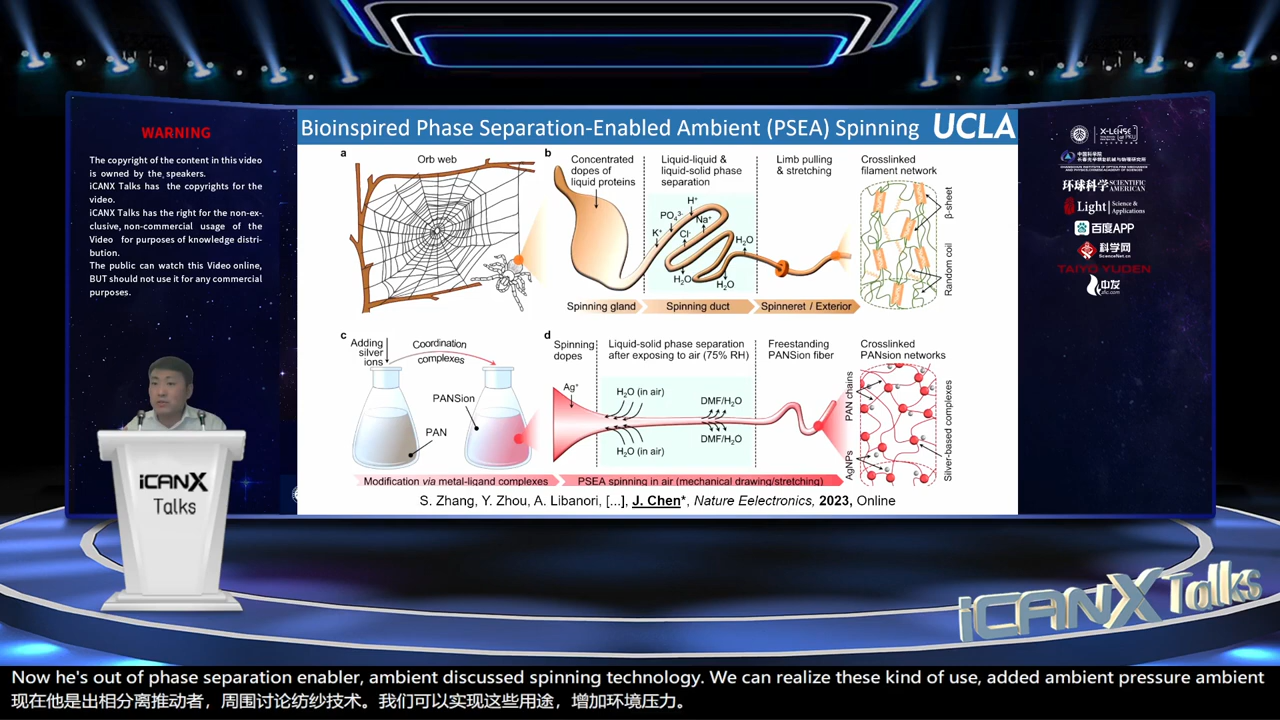 WARNING
The copyright of the content in this video
is owned by the speakers.
iCANX Talks has the copyrights for the
video.
iCANX Talks has the right for the non-ex-
clusive, non-commercial usage of the
Video for purposes of knowledge distri-
bution.
The public can watch this Video online,
BUT should not use it for any commercial
purposes.
Bioinspired Phase Separation-Enabled Ambient (PSEA) Spinning
UCLA
a
Orb web
b
Concentrated
dopes of
liquid proteins
Liquid-liquid &
liquid-solid phase
separation
Limb pulling
& stretching
Crosslinked
filament network
H⁺
PO₄³⁻
Na⁺
K⁺
Cl⁻
H₂O
H₂O
H₂O
β-sheet
Random coil
Spinning gland
Spinning duct
Spinneret / Exterior
c
Adding
silver
ions
Coordination
complexes
PANSion
PAN
Modification via metal-ligand complexes
d
Spinning
dopes
Liquid-solid phase separation
after exposing to air (75% RH)
Freestanding
PANSion fiber
Crosslinked
PANsion networks
Ag⁺
H₂O (in air)
DMF/H₂O
H₂O (in air)
DMF/H₂O
PAN chains
AgNPs
Silver-based complexes
PSEA spinning in air (mechanical drawing/stretching)
S. Zhang, Y. Zhou, A. Libanori, [...], J. Chen*, Nature Eelectronics, 2023, Online
X-LENSE
环球科学 SCIENTIFIC AMERICAN
Light Science & Applications
百度APP
科学网
ScienceNet.cn
TAIYO YUDEN
中友
iCANX
Talks
iCANX Talks
Now he's out of phase separation enabler, ambient discussed spinning technology. We can realize these kind of use, added ambient pressure ambient
现在他是出相分离推动者，周围讨论纺纱技术。我们可以实现这些用途，增加环境压力。